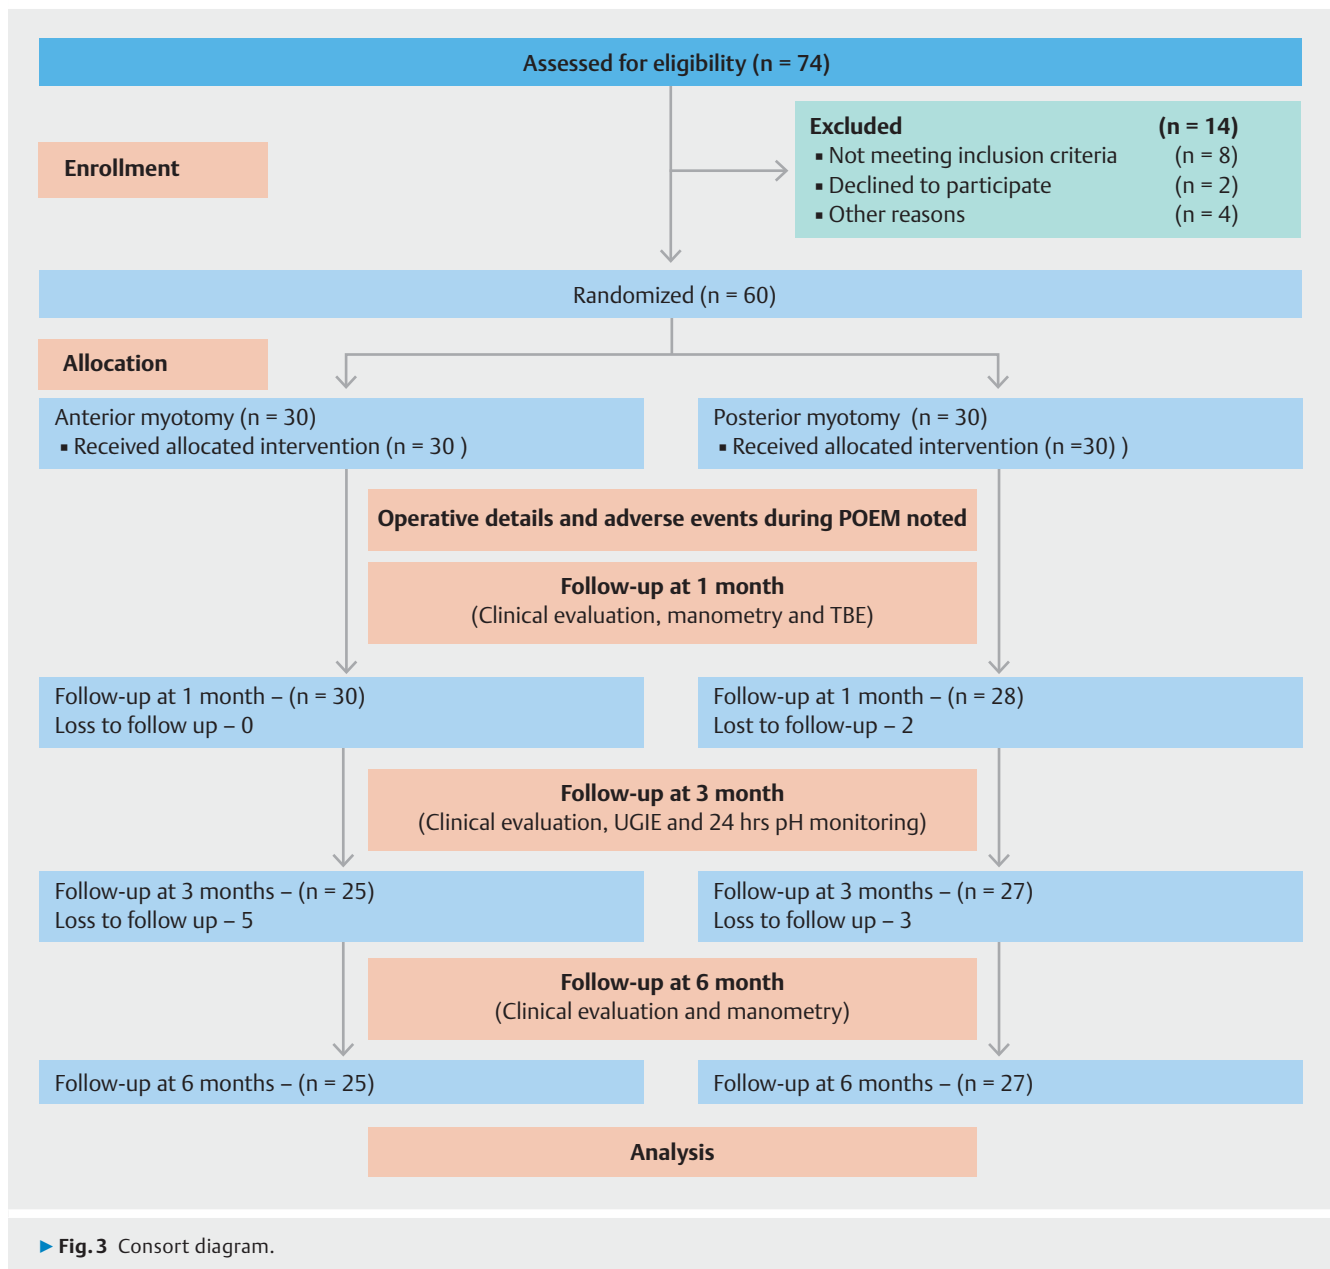 Assessed for eligibility (n = 74)
Enrollment
Excluded (n = 14)
▪ Not meeting inclusion criteria (n = 8)
▪ Declined to participate (n = 2)
▪ Other reasons (n = 4)
Randomized (n = 60)
Allocation
Anterior myotomy (n = 30)
▪ Received allocated intervention (n = 30 )
Posterior myotomy (n = 30)
▪ Received allocated intervention (n =30) )
Operative details and adverse events during POEM noted
Follow-up at 1 month
(Clinical evaluation, manometry and TBE)
Follow-up at 1 month – (n = 30)
Loss to follow up – 0
Follow-up at 1 month – (n = 28)
Lost to follow-up – 2
Follow-up at 3 month
(Clinical evaluation, UGIE and 24 hrs pH monitoring)
Follow-up at 3 months – (n = 25)
Loss to follow up – 5
Follow-up at 3 months – (n = 27)
Loss to follow up – 3
Follow-up at 6 month
(Clinical evaluation and manometry)
Follow-up at 6 months – (n = 25)
Follow-up at 6 months – (n = 27)
Analysis
▶ Fig. 3 Consort diagram.